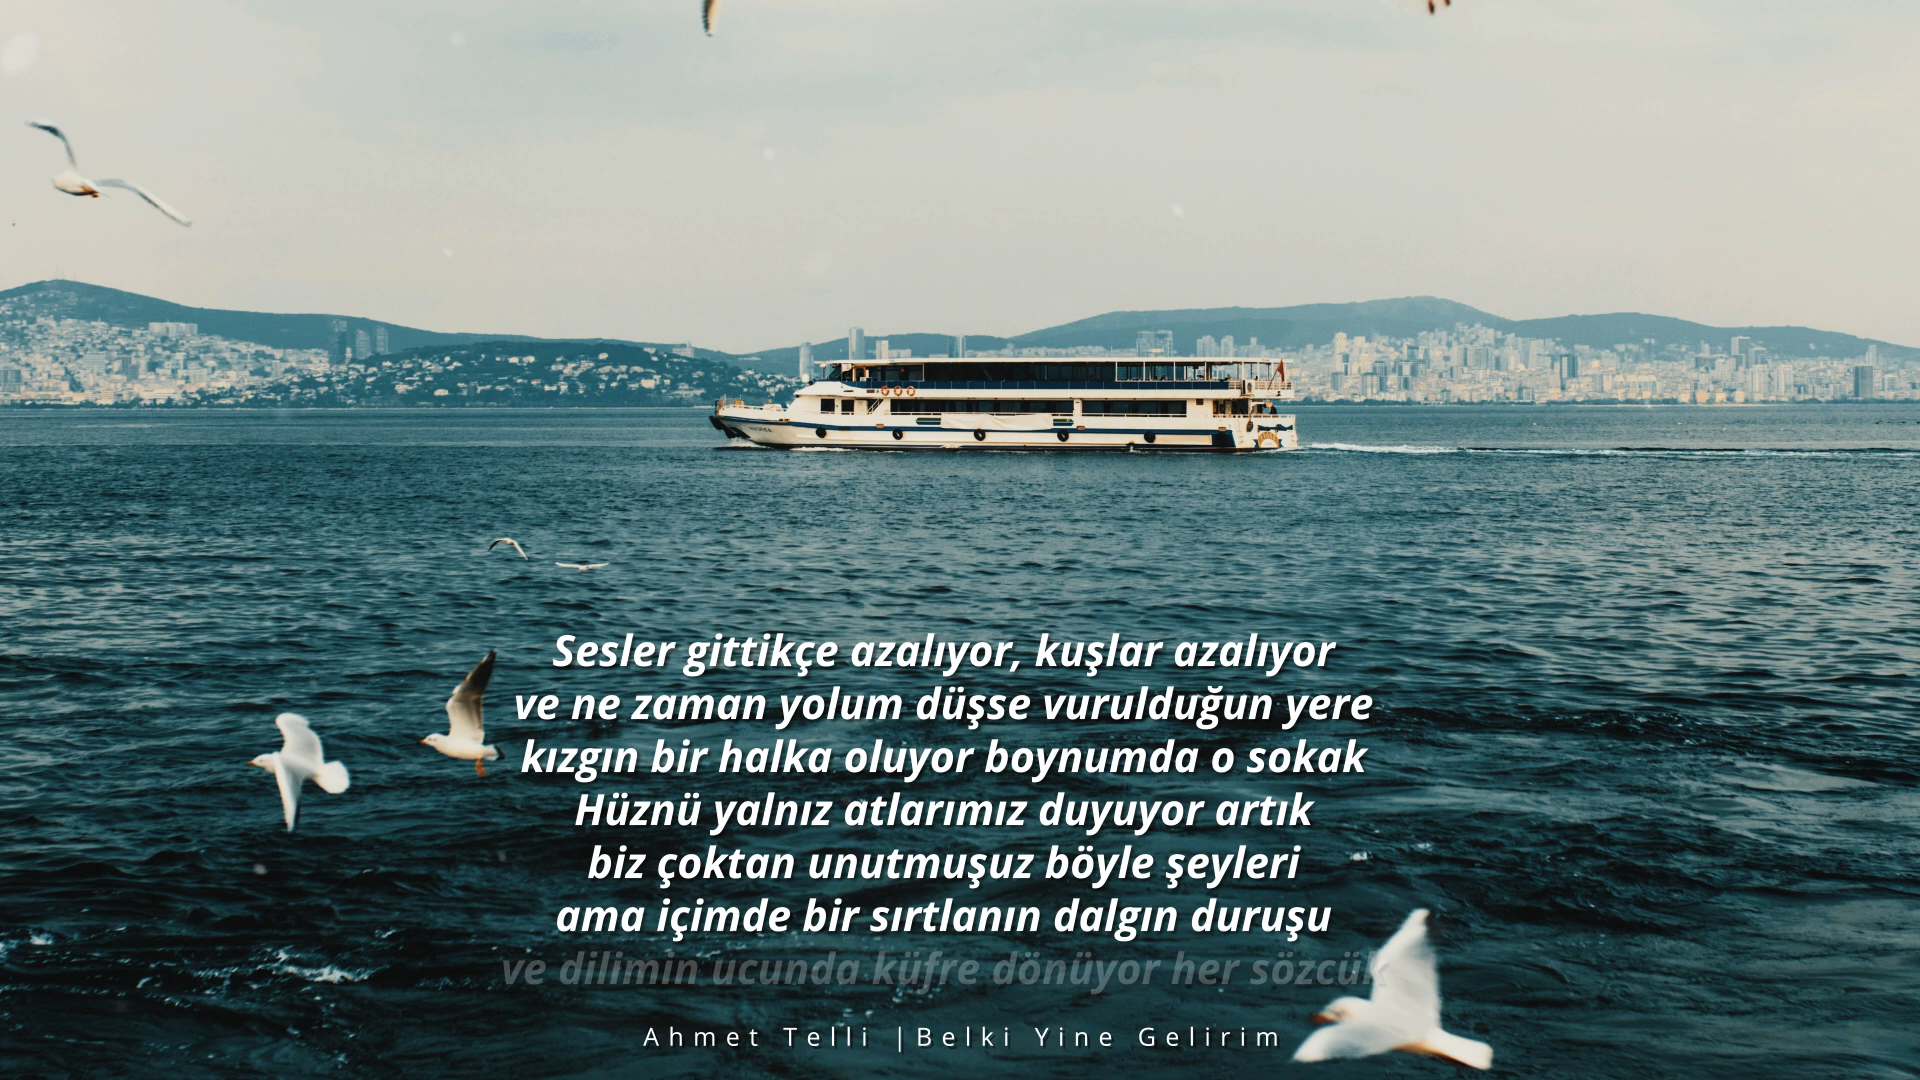 Sesler gittikçe azalıyor, kuşlar azalıyor
ve ne zaman yolum düşse vurulduğun yere
kızgın bir halka oluyor boynumda o sokak
Hüznü yalnız atlarımız duyuyor artık
biz çoktan unutmuşuz böyle şeyleri
ama içimde bir sırtlanın dalgın duruşu
ve dilimin ucunda küfre dönüyor her sözcük
Ahmet Telli |Belki Yine Gelirim